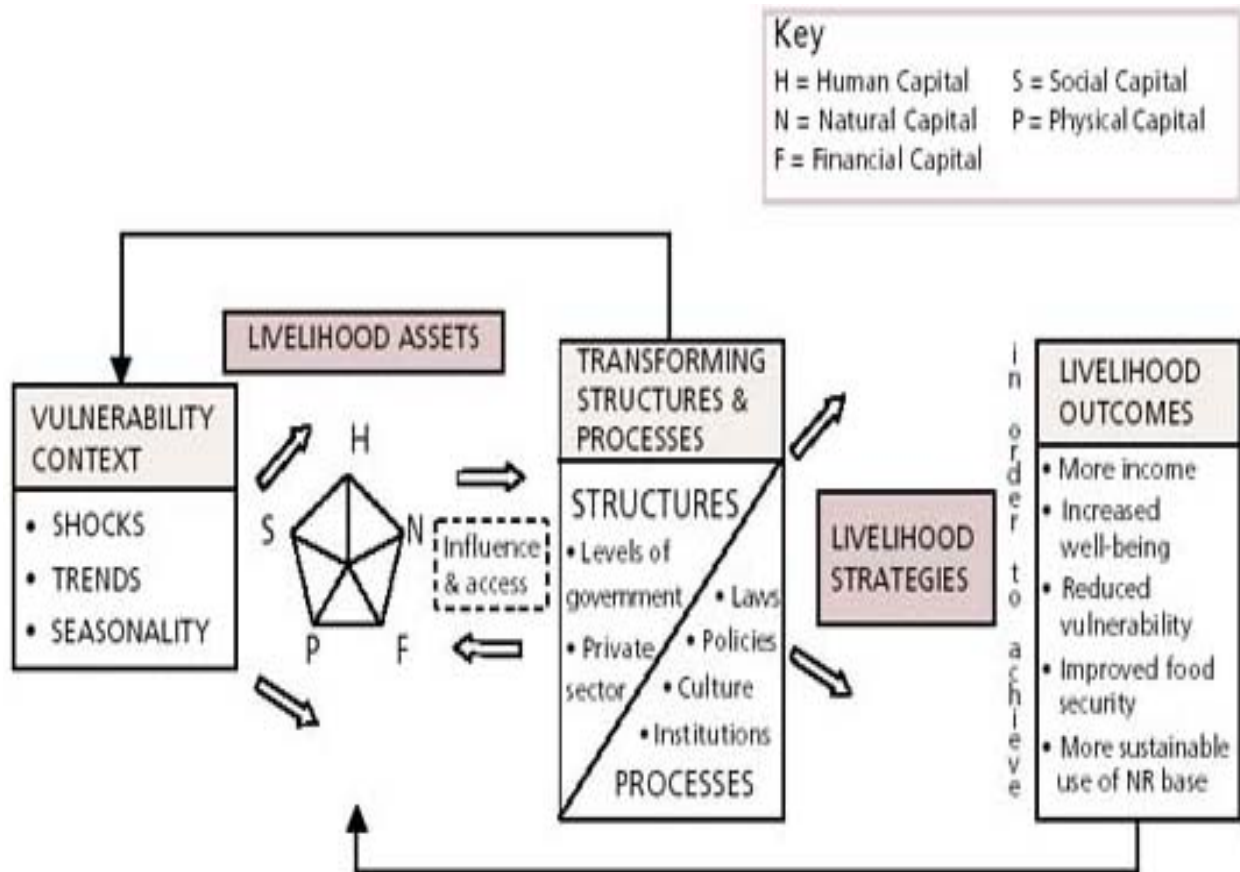 Key
H = Human Capital
S = Social Capital
N = Natural Capital
P = Physical Capital
F = Financial Capital
LIVELIHOOD ASSETS
VULNERABILITY
CONTEXT
• SHOCKS
• TRENDS
• SEASONALITY
H
S
N
P
F
Influence
& access
TRANSFORMING
STRUCTURES &
PROCESSES
STRUCTURES
• Levels of
government
• Private
sector
• Laws
• Policies
• Culture
• Institutions
PROCESSES
LIVELIHOOD
STRATEGIES
in order to achieve
LIVELIHOOD
OUTCOMES
• More income
• Increased
well-being
• Reduced
vulnerability
• Improved food
security
• More sustainable
use of NR base